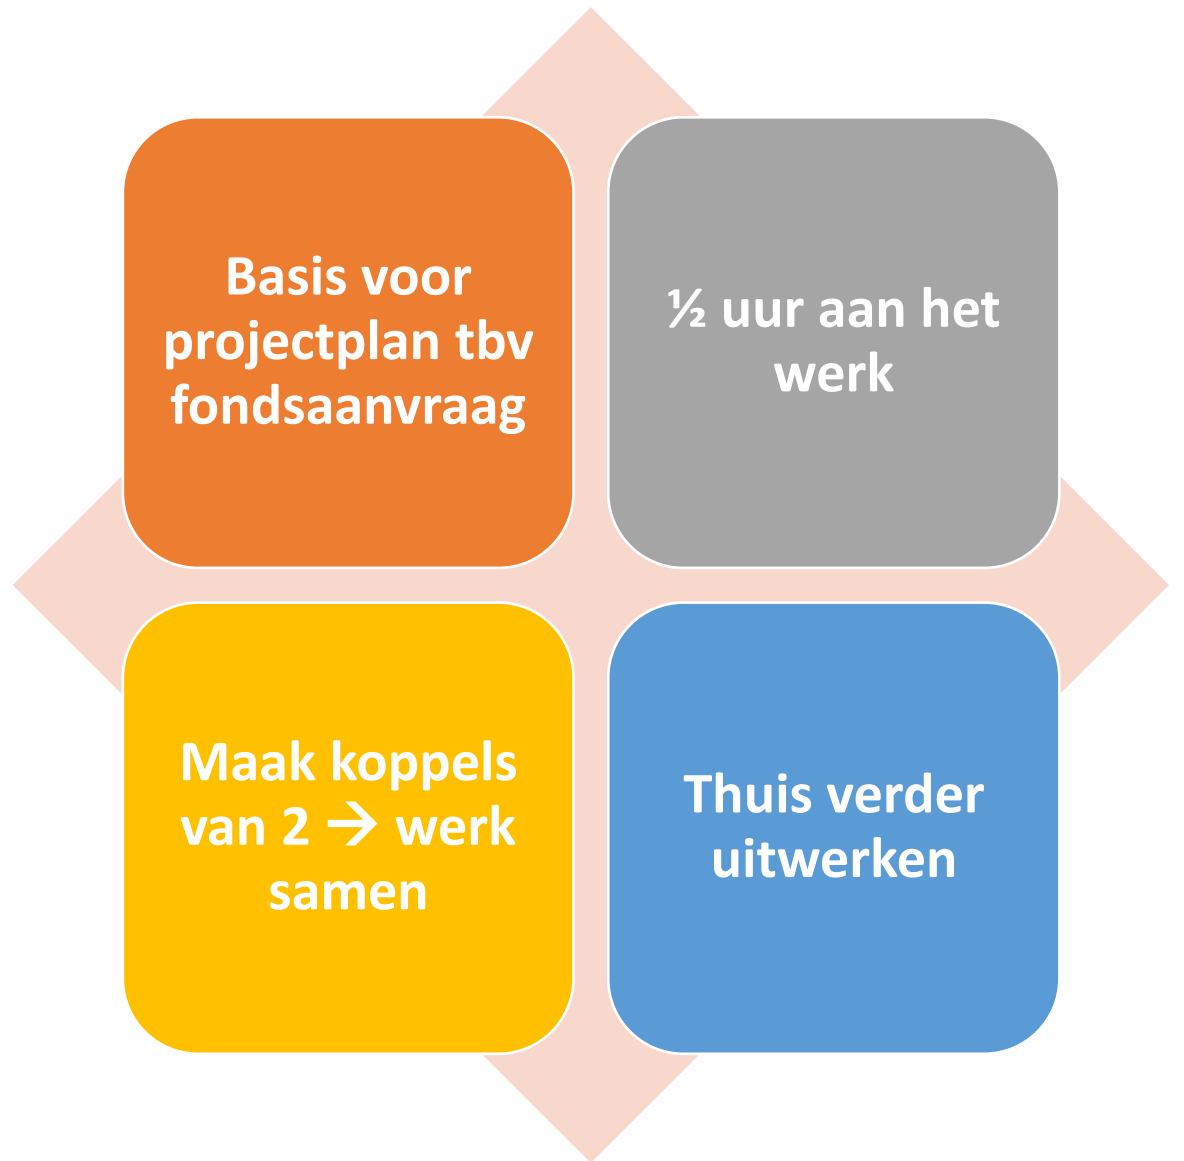 Basis voor
projectplan tbv
fondsaanvraag
½ uur aan het
werk
Maak koppels
van 2 → werk
samen
Thuis verder
uitwerken